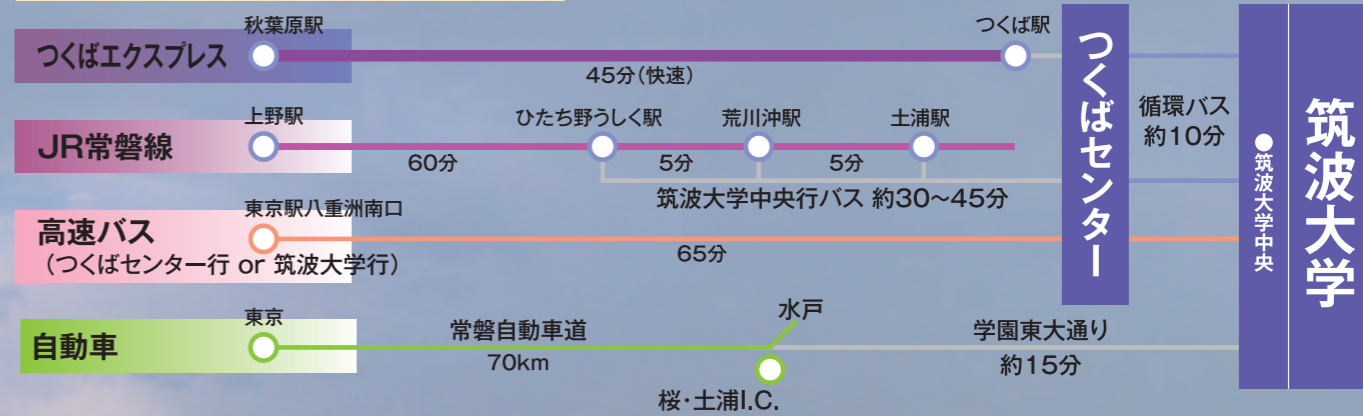 秋葉原駅
つくば駅
つくばエクスプレス
45分(快速)
上野駅
ひたち野うしく駅
荒川沖駅
土浦駅
JR常磐線
60分
5分
5分
筑波大学中央行バス 約30〜45分
東京駅八重洲南口
高速バス
(つくばセンター行 or 筑波大学行)
65分
東京
水戸
自動車
常磐自動車道
70km
桜・土浦I.C.
学園東大通り
約15分
つくばセンター
循環バス
約10分
●筑波大学中央
筑波大学